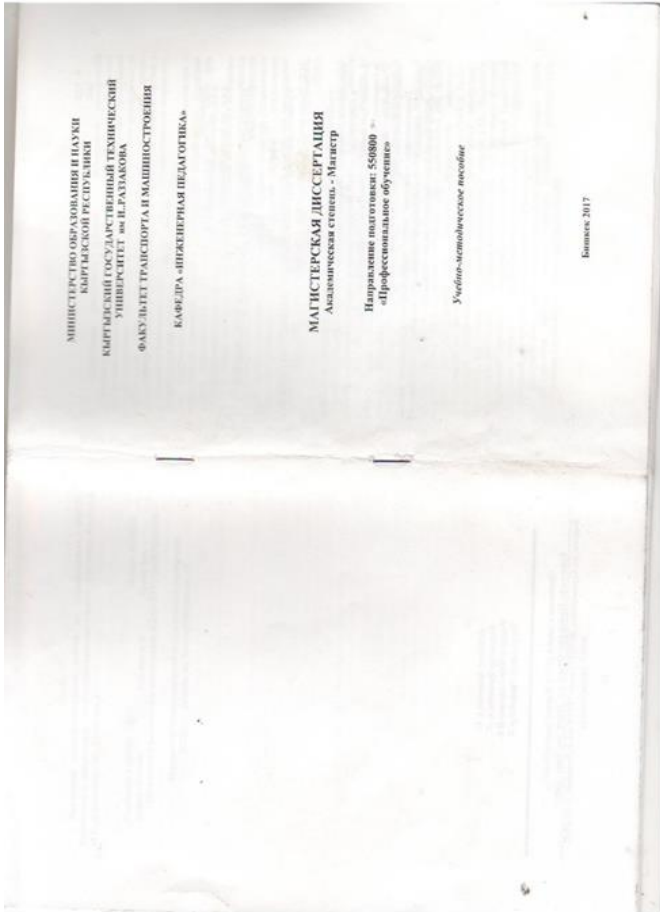 МИНИСТЕРСТВО ОБРАЗОВАНИЯ И НАУКИ
КЫРГЫЗСКОЙ РЕСПУБЛИКИ
КЫРГЫЗСКИЙ ГОСУДАРСТВЕННЫЙ ТЕХНИЧЕСКИЙ
УНИВЕРСИТЕТ им И..РАЗЗАКОВА
ФАКУЛЬТЕТ ТРАНСПОРТА И МАШИНОСТРОЕНИЯ
КАФЕДРА «ИНЖЕНЕРНАЯ ПЕДАГОГИКА»
МАГИСТЕРСКАЯ ДИССЕРТАЦИЯ
Академическая степень - Магистр
Направление подготовки: 550800
«Профессиональное обучение»
Учебно-методическое пособие
Бишкек 2017